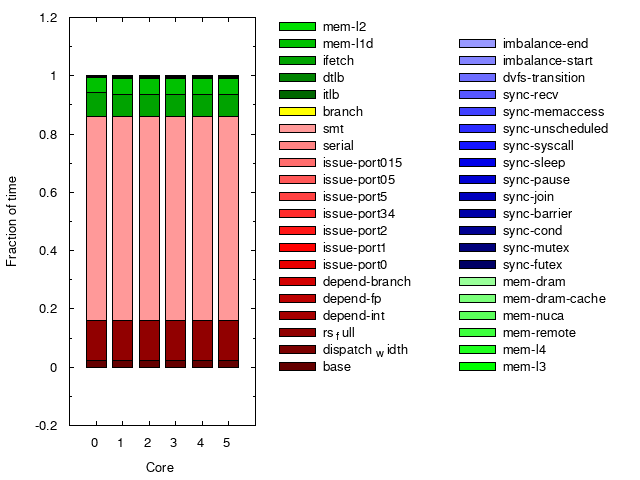 1.2
1
0.8
0.6
0.4
0.2
0
-0.2
Fraction of time
0 1 2 3 4 5
Core
mem-l2
mem-l1d
ifetch
dtlb
itlb
branch
smt
serial
issue-port015
issue-port05
issue-port5
issue-port34
issue-port2
issue-port1
issue-port0
depend-branch
depend-fp
depend-int
rs f ull
dispatch w idth
base
imbalance-end
imbalance-start
dvfs-transition
sync-recv
sync-memaccess
sync-unscheduled
sync-syscall
sync-sleep
sync-pause
sync-join
sync-barrier
sync-cond
sync-mutex
sync-futex
mem-dram
mem-dram-cache
mem-nuca
mem-remote
mem-l4
mem-l3